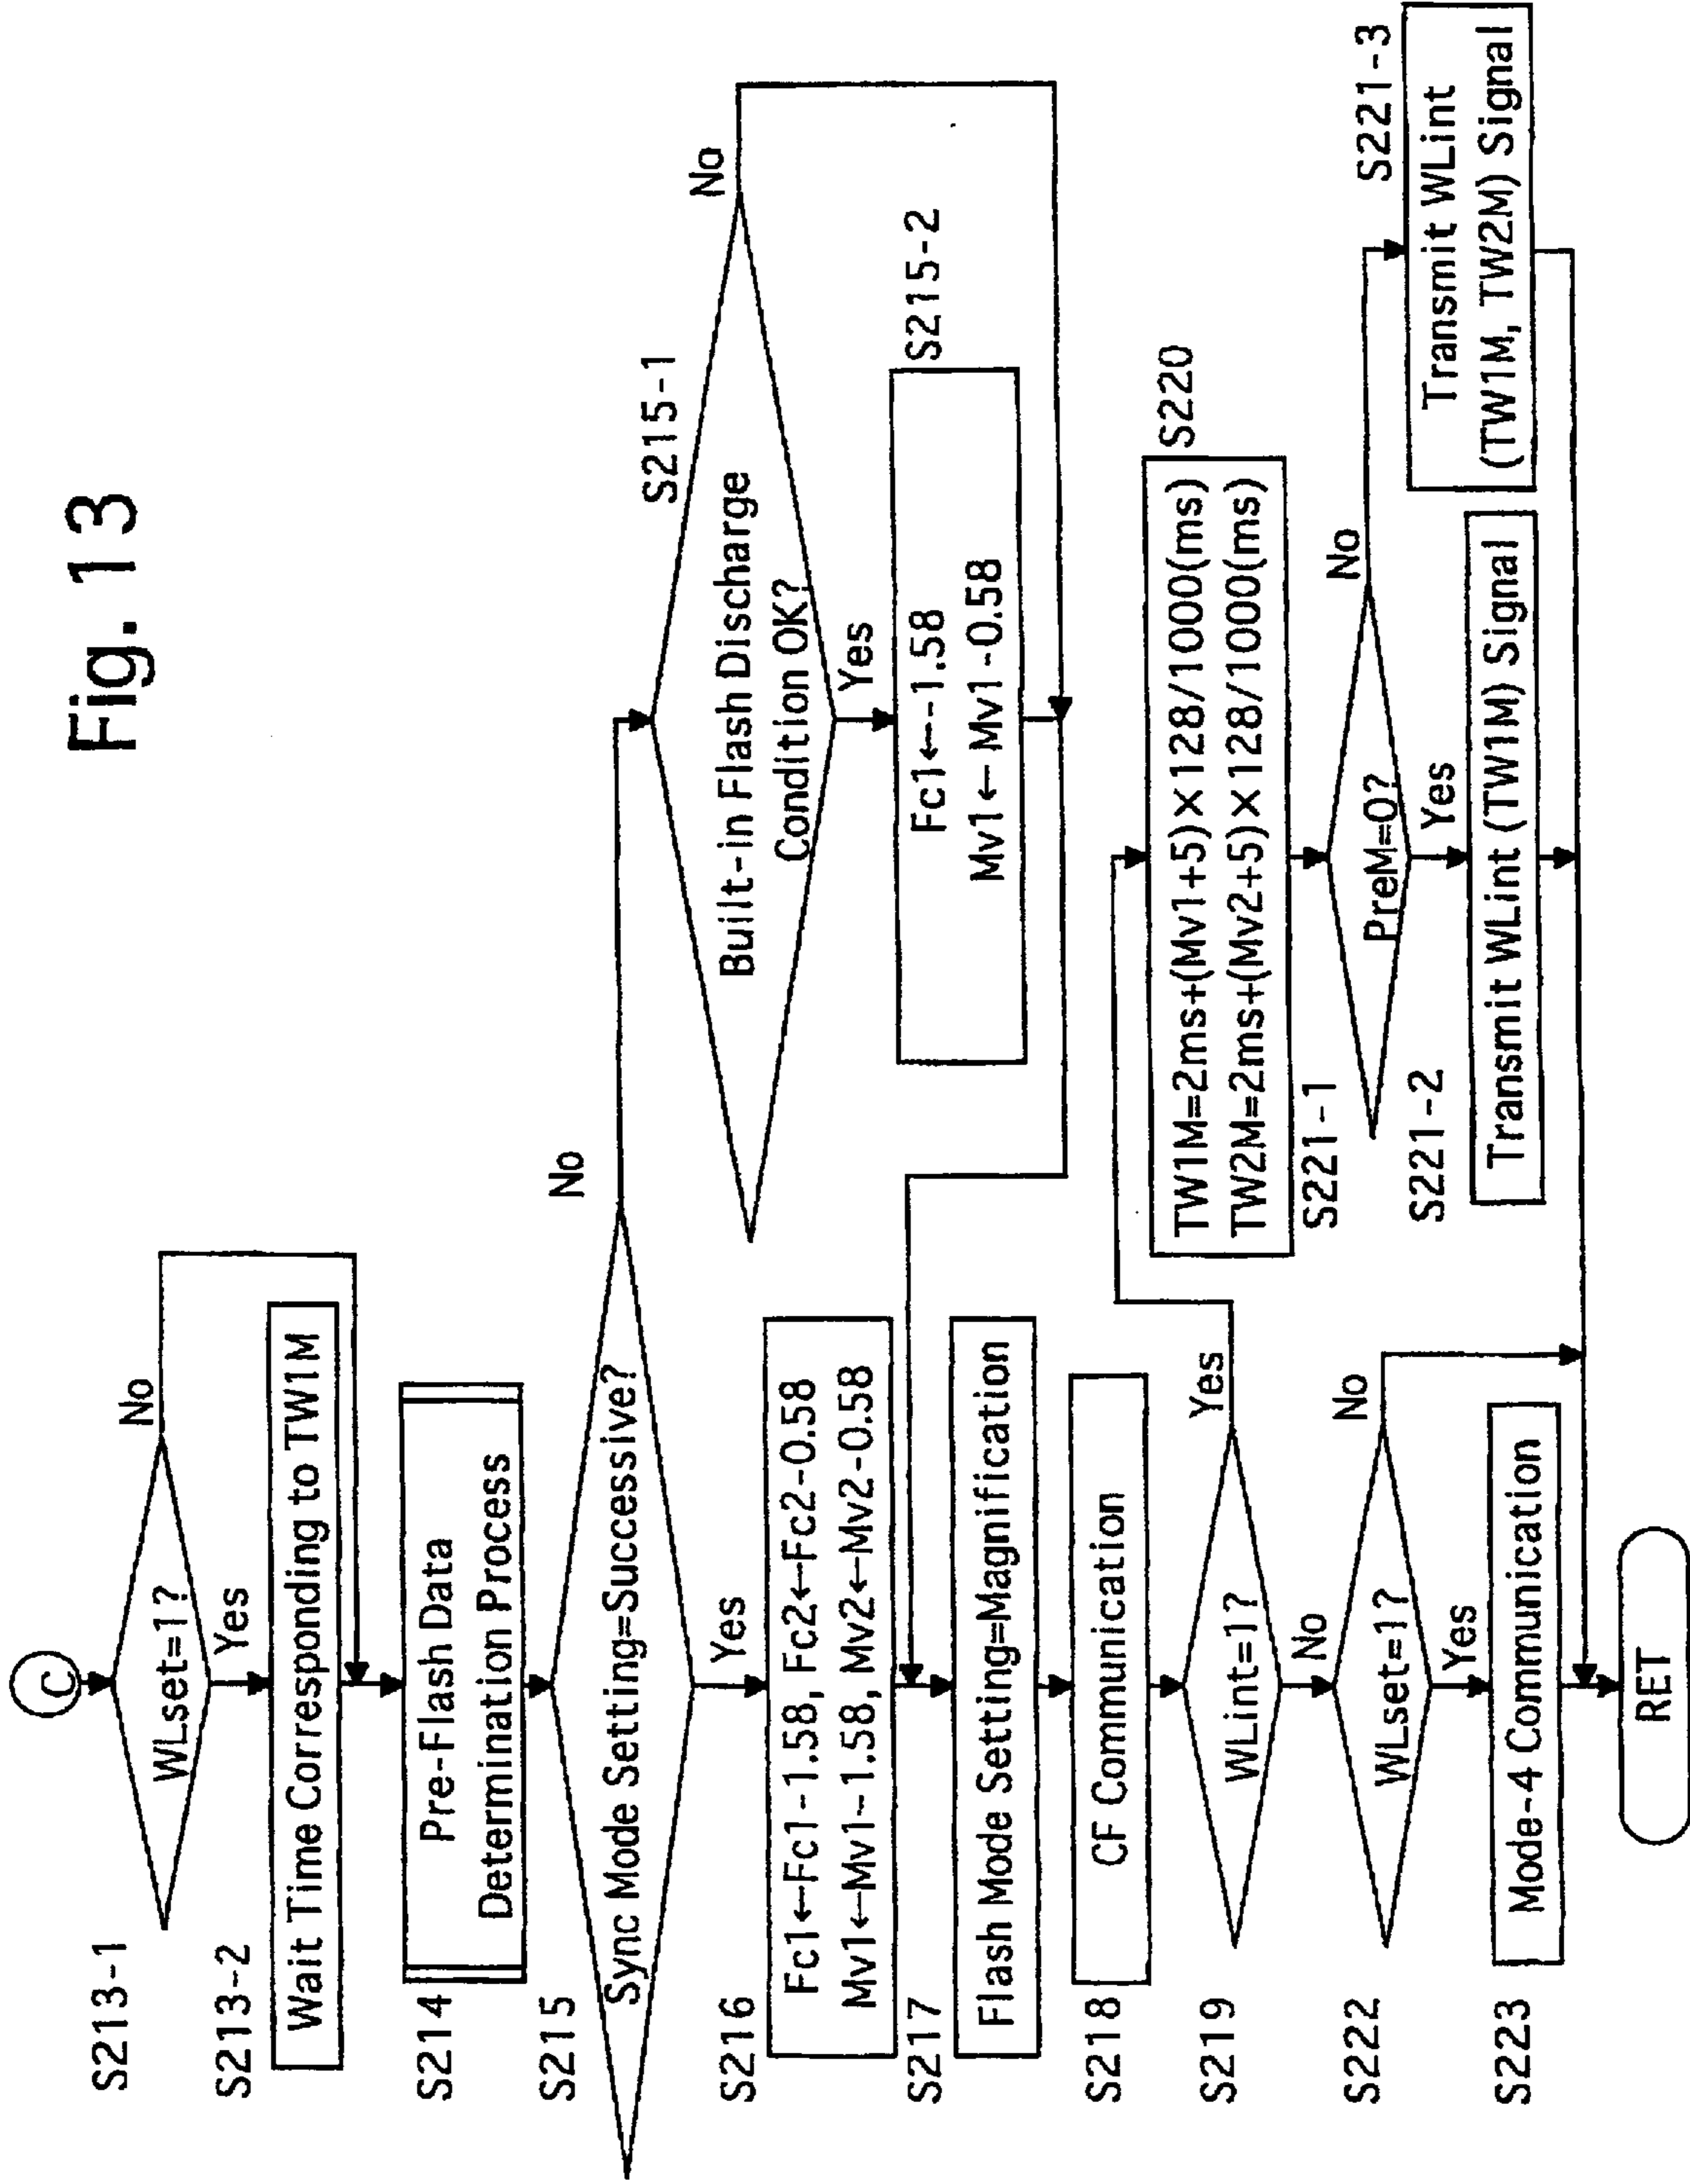 Fig. 13
C
S213-1
WLset=1?
No
Yes
S213-2
Wait Time Corresponding to TW1M
S214
Pre-Flash Data
Determination Process
S215
Sync Mode Setting=Successive?
No
Yes
S215-1
Built-in Flash Discharge
Condition OK?
No
Yes
S215-2
Fc1←-1.58
Mv1←Mv1-0.58
S216
Fc1←Fc1-1.58, Fc2←Fc2-0.58
Mv1←Mv1-1.58, Mv2←Mv2-0.58
S217
Flash Mode Setting=Magnification
S218
CF Communication
S219
WLint=1?
Yes
No
S220
TW1M=2ms+(Mv1+5)×128/1000(ms)
TW2M=2ms+(Mv2+5)×128/1000(ms)
S221-1
PreM=0?
No
Yes
S221-2
Transmit WLint (TW1M) Signal
S221-3
Transmit WLint
(TW1M, TW2M) Signal
S222
WLset=1?
No
Yes
S223
Mode-4 Communication
RET